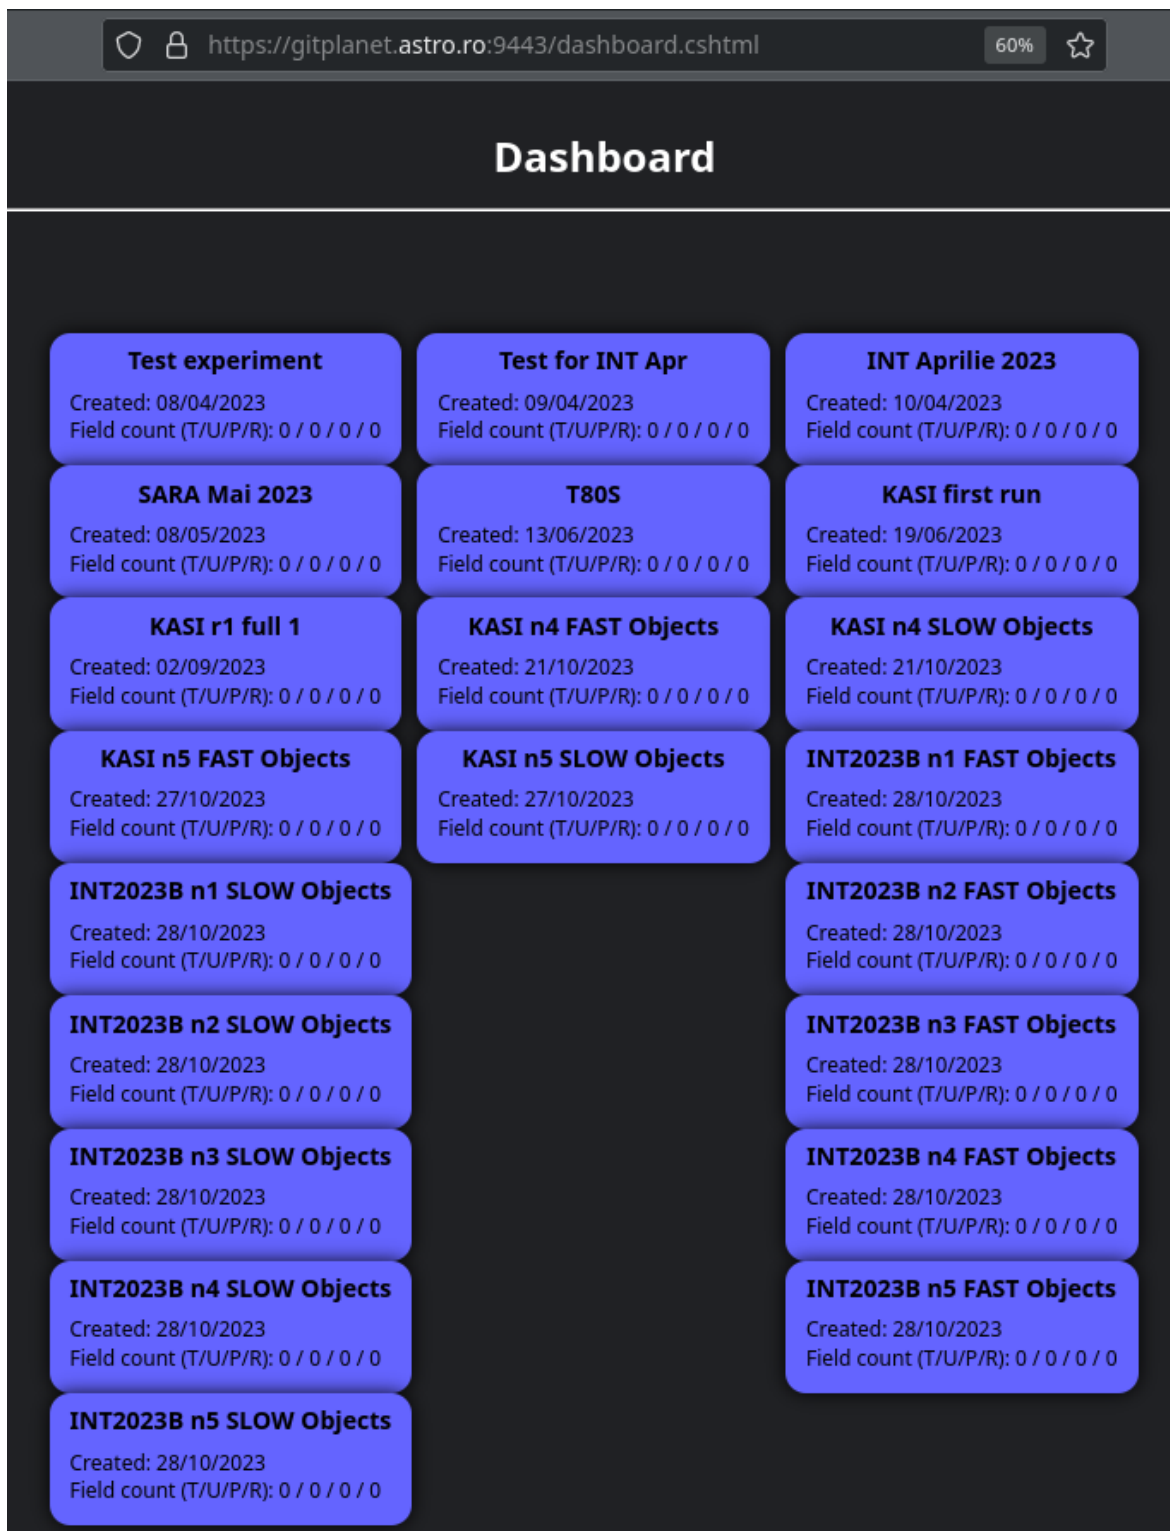 https://gitplanet.astro.ro:9443/dashboard.cshtml 60%
Dashboard
Test experiment
Created: 08/04/2023
Field count (T/U/P/R): 0 / 0 / 0 / 0
Test for INT Apr
Created: 09/04/2023
Field count (T/U/P/R): 0 / 0 / 0 / 0
INT Aprilie 2023
Created: 10/04/2023
Field count (T/U/P/R): 0 / 0 / 0 / 0
SARA Mai 2023
Created: 08/05/2023
Field count (T/U/P/R): 0 / 0 / 0 / 0
T80S
Created: 13/06/2023
Field count (T/U/P/R): 0 / 0 / 0 / 0
KASI first run
Created: 19/06/2023
Field count (T/U/P/R): 0 / 0 / 0 / 0
KASI r1 full 1
Created: 02/09/2023
Field count (T/U/P/R): 0 / 0 / 0 / 0
KASI n4 FAST Objects
Created: 21/10/2023
Field count (T/U/P/R): 0 / 0 / 0 / 0
KASI n4 SLOW Objects
Created: 21/10/2023
Field count (T/U/P/R): 0 / 0 / 0 / 0
KASI n5 FAST Objects
Created: 27/10/2023
Field count (T/U/P/R): 0 / 0 / 0 / 0
KASI n5 SLOW Objects
Created: 27/10/2023
Field count (T/U/P/R): 0 / 0 / 0 / 0
INT2023B n1 FAST Objects
Created: 28/10/2023
Field count (T/U/P/R): 0 / 0 / 0 / 0
INT2023B n1 SLOW Objects
Created: 28/10/2023
Field count (T/U/P/R): 0 / 0 / 0 / 0
INT2023B n2 FAST Objects
Created: 28/10/2023
Field count (T/U/P/R): 0 / 0 / 0 / 0
INT2023B n2 SLOW Objects
Created: 28/10/2023
Field count (T/U/P/R): 0 / 0 / 0 / 0
INT2023B n3 FAST Objects
Created: 28/10/2023
Field count (T/U/P/R): 0 / 0 / 0 / 0
INT2023B n3 SLOW Objects
Created: 28/10/2023
Field count (T/U/P/R): 0 / 0 / 0 / 0
INT2023B n4 FAST Objects
Created: 28/10/2023
Field count (T/U/P/R): 0 / 0 / 0 / 0
INT2023B n4 SLOW Objects
Created: 28/10/2023
Field count (T/U/P/R): 0 / 0 / 0 / 0
INT2023B n5 FAST Objects
Created: 28/10/2023
Field count (T/U/P/R): 0 / 0 / 0 / 0
INT2023B n5 SLOW Objects
Created: 28/10/2023
Field count (T/U/P/R): 0 / 0 / 0 / 0